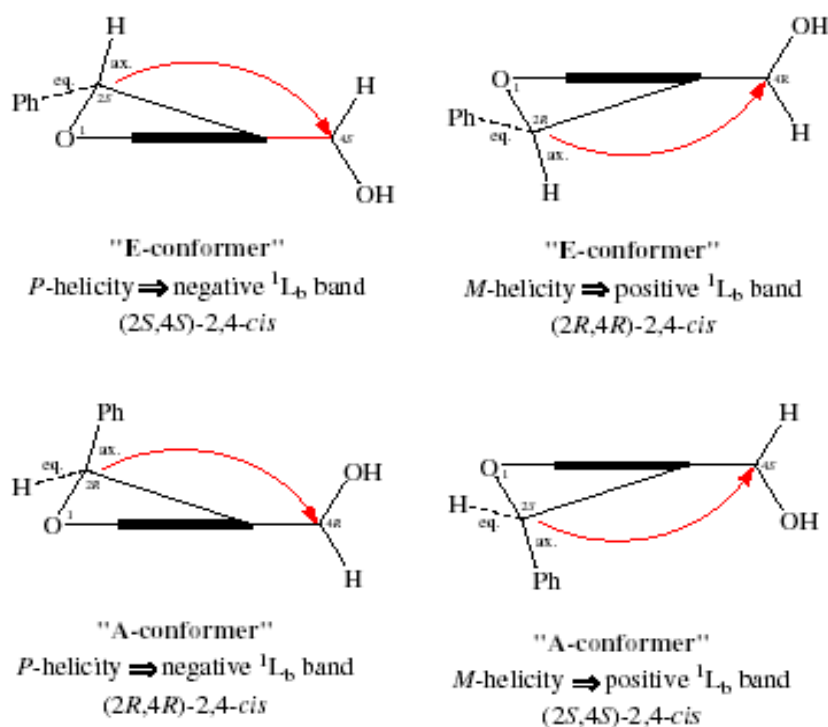 H
ax.
eq.
Ph
2S
H
O
1
4S
OH
"E-conformer"
P-helicity ⇒ negative ¹L_b band
(2S,4S)-2,4-cis
OH
O
1
4R
Ph
2R
eq.
ax.
H
H
"E-conformer"
M-helicity ⇒ positive ¹L_b band
(2R,4R)-2,4-cis
Ph
eq.
ax.
H
2R
OH
O
1
4R
H
"A-conformer"
P-helicity ⇒ negative ¹L_b band
(2R,4R)-2,4-cis
H
O
1
4S
H
2S
eq.
ax.
OH
Ph
"A-conformer"
M-helicity ⇒ positive ¹L_b band
(2S,4S)-2,4-cis